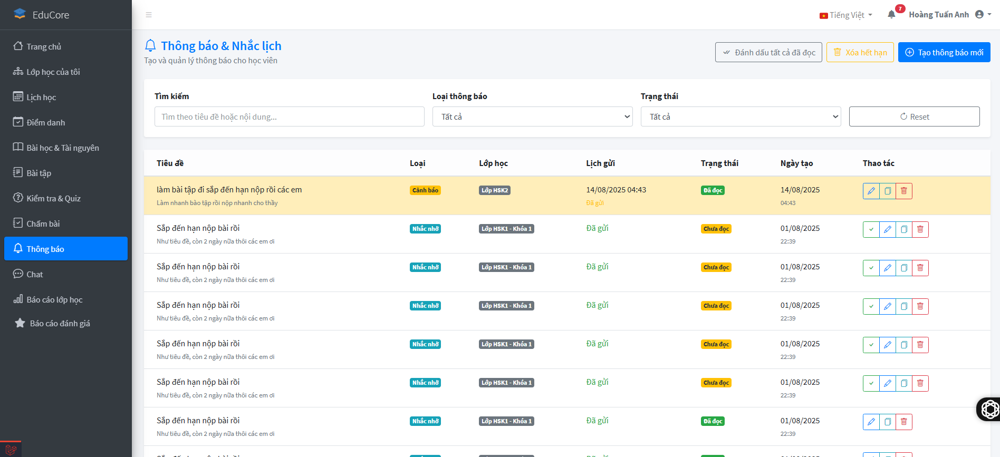 EduCore
Tiếng Việt
7
Hoàng Tuấn Anh
Trang chủ
Lớp học của tôi
Lịch học
Điểm danh
Bài học & Tài nguyên
Bài tập
Kiểm tra & Quiz
Chấm bài
Thông báo
Chat
Báo cáo lớp học
Báo cáo đánh giá
Thông báo & Nhắc lịch
Tạo và quản lý thông báo cho học viên
Đánh dấu tất cả đã đọc
Xóa hết hạn
Tạo thông báo mới
Tìm kiếm
Loại thông báo
Trạng thái
Tìm theo tiêu đề hoặc nội dung...
Tất cả
Tất cả
Reset
Tiêu đề Loại Lớp học Lịch gửi Trạng thái Ngày tạo Thao tác
làm bài tập đi sắp đến hạn nộp rồi các em Cảnh báo Lớp HSK2 14/08/2025 04:43 Đã đọc 14/08/2025
Làm nhanh bào tập rồi nộp nhanh cho thầy Đã gửi 04:43
Sắp đến hạn nộp bài rồi Nhắc nhở Lớp HSK1 - Khóa 1 Đã gửi Chưa đọc 01/08/2025
Như tiêu đề, còn 2 ngày nữa thôi các em ơi 22:39
Sắp đến hạn nộp bài rồi Nhắc nhở Lớp HSK1 - Khóa 1 Đã gửi Chưa đọc 01/08/2025
Như tiêu đề, còn 2 ngày nữa thôi các em ơi 22:39
Sắp đến hạn nộp bài rồi Nhắc nhở Lớp HSK1 - Khóa 1 Đã gửi Chưa đọc 01/08/2025
Như tiêu đề, còn 2 ngày nữa thôi các em ơi 22:39
Sắp đến hạn nộp bài rồi Nhắc nhở Lớp HSK1 - Khóa 1 Đã gửi Chưa đọc 01/08/2025
Như tiêu đề, còn 2 ngày nữa thôi các em ơi 22:39
Sắp đến hạn nộp bài rồi Nhắc nhở Lớp HSK1 - Khóa 1 Đã gửi Chưa đọc 01/08/2025
Như tiêu đề, còn 2 ngày nữa thôi các em ơi 22:39
Sắp đến hạn nộp bài rồi Nhắc nhở Lớp HSK1 - Khóa 1 Đã gửi Đã đọc 01/08/2025
Như tiêu đề, còn 2 ngày nữa thôi các em ơi 22:39